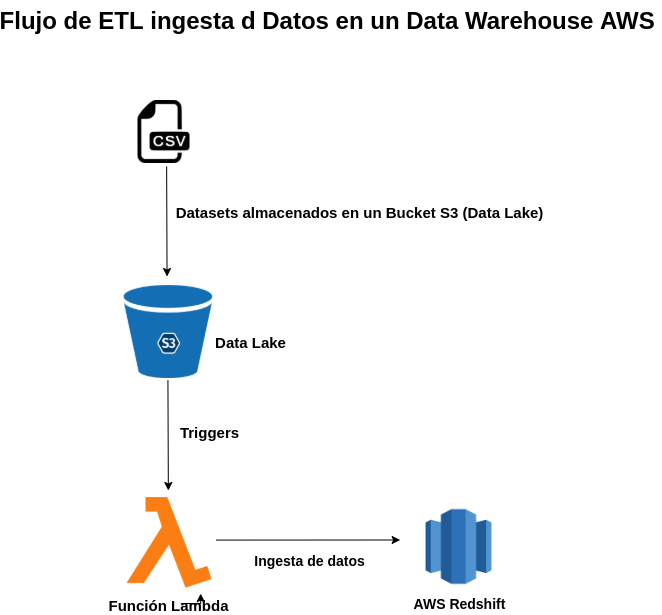 Flujo de ETL ingesta d Datos en un Data Warehouse AWS
CSV
Datasets almacenados en un Bucket S3 (Data Lake)
S3
Data Lake
Triggers
Ingesta de datos
Función Lambda
AWS Redshift